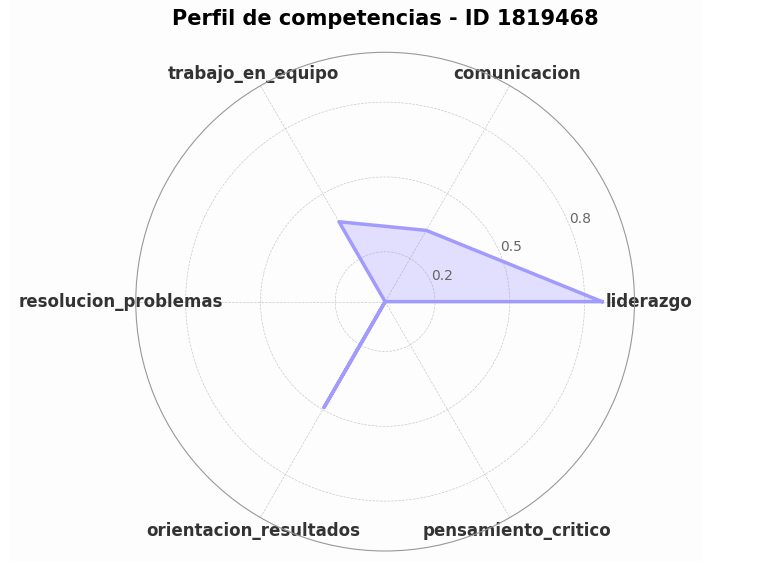 Perfil de competencias - ID 1819468
trabajo_en_equipo
comunicacion
0.8
0.5
0.2
resolucion_problemas
liderazgo
orientacion_resultados
pensamiento_critico